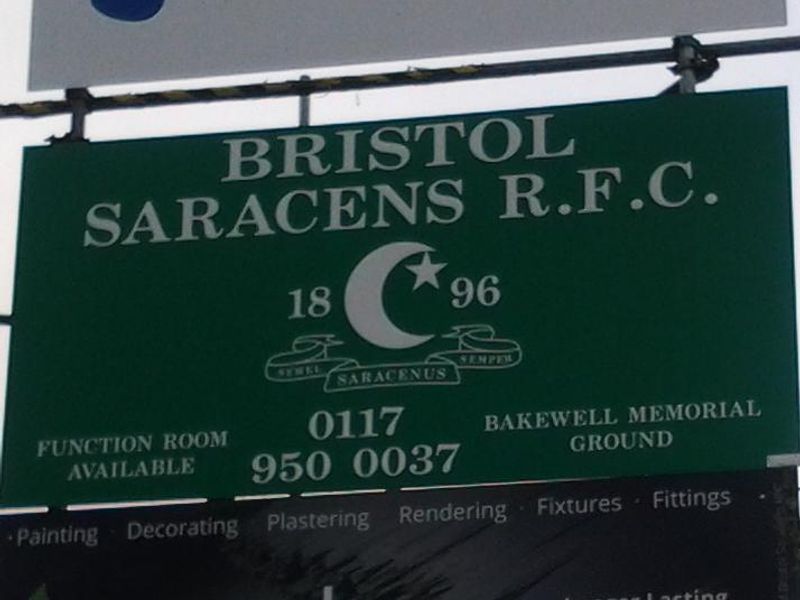 BRISTOL
SARACENS R.F.C.
18 96
SEMEL SARACENUS SEMPER
FUNCTION ROOM
AVAILABLE
0117
950 0037
BAKEWELL MEMORIAL
GROUND
· Painting · Decorating · Plastering · Rendering · Fixtures · Fittings ·
Lasting